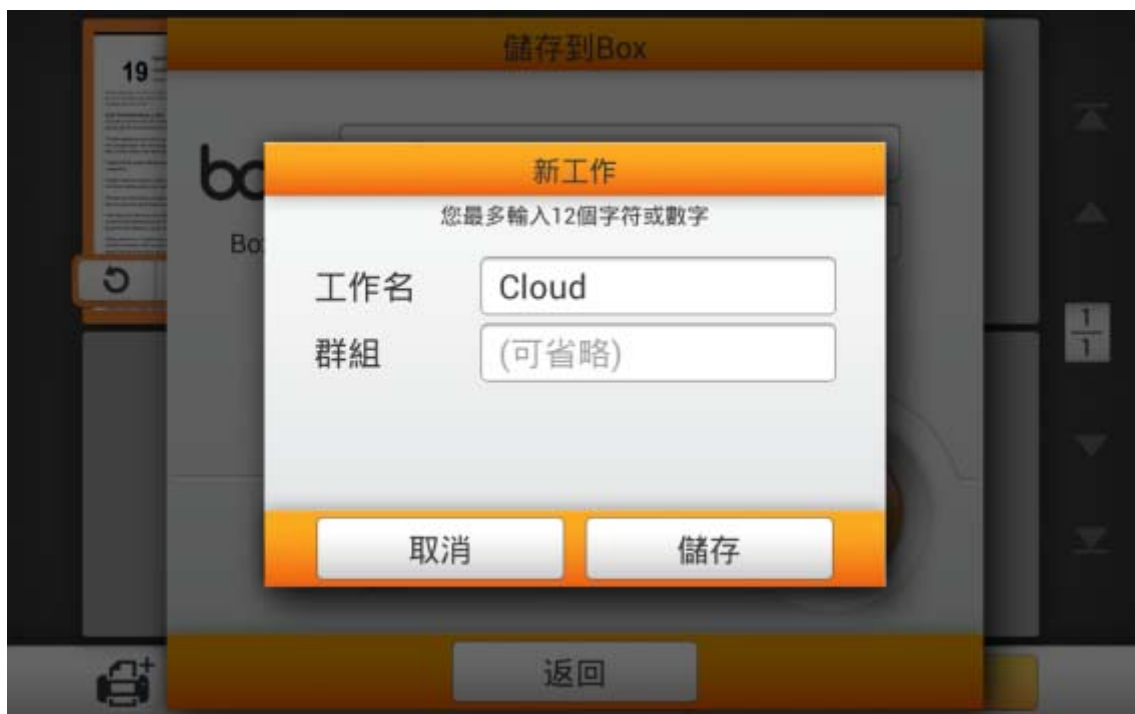 儲存到Box
19
新工作
您最多輸入12個字符或數字
工作名 Cloud
群組 (可省略)
1
1
取消 儲存
返回